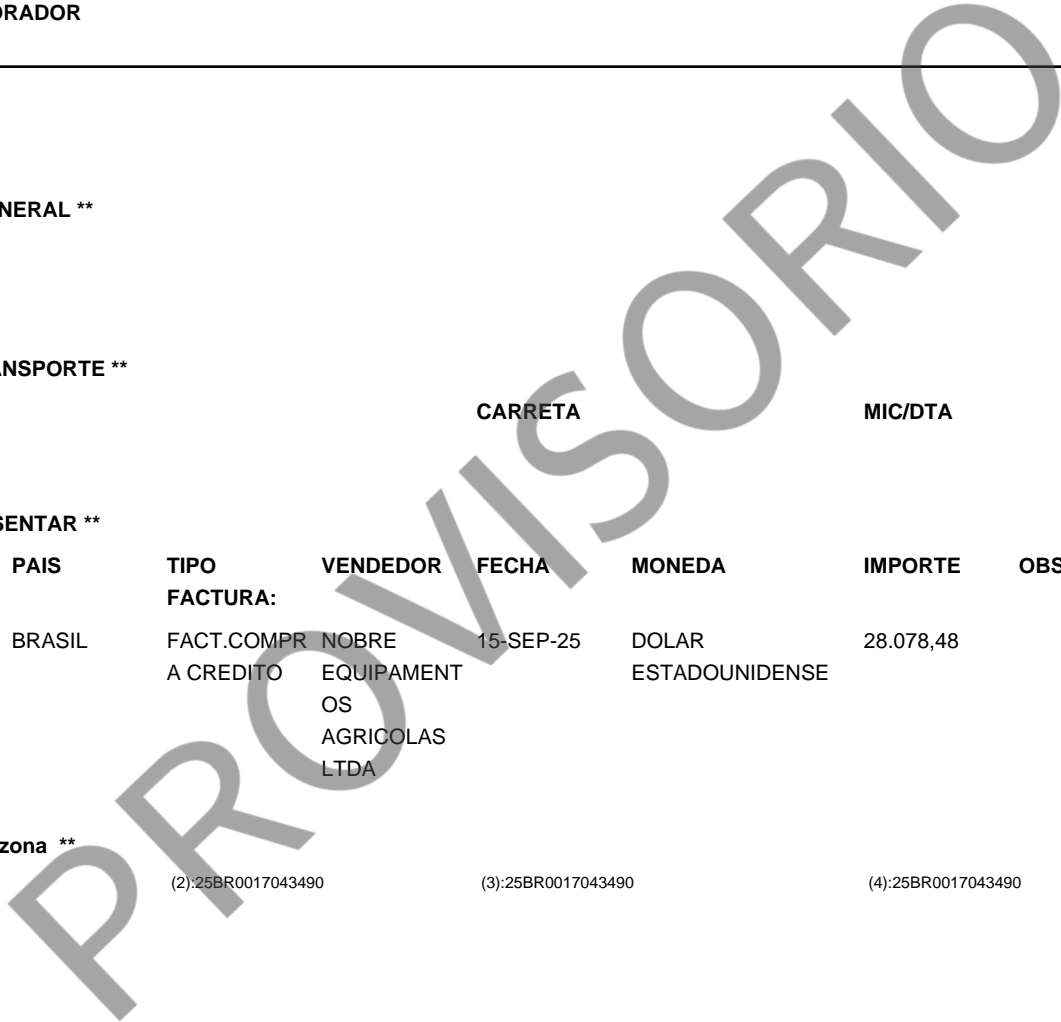 ORADOR
NERAL **
ANSPORTE **
CARRETA MIC/DTA
SENTAR **
PAIS TIPO VENDEDOR FECHA MONEDA IMPORTE OBS
FACTURA:
BRASIL FACT.COMPR NOBRE 15-SEP-25 DOLAR 28.078,48
A CREDITO EQUIPAMENT ESTADOUNIDENSE
OS
AGRICOLAS
LTDA
zona **
(2):25BR0017043490 (3):25BR0017043490 (4):25BR0017043490
PROVISORIO